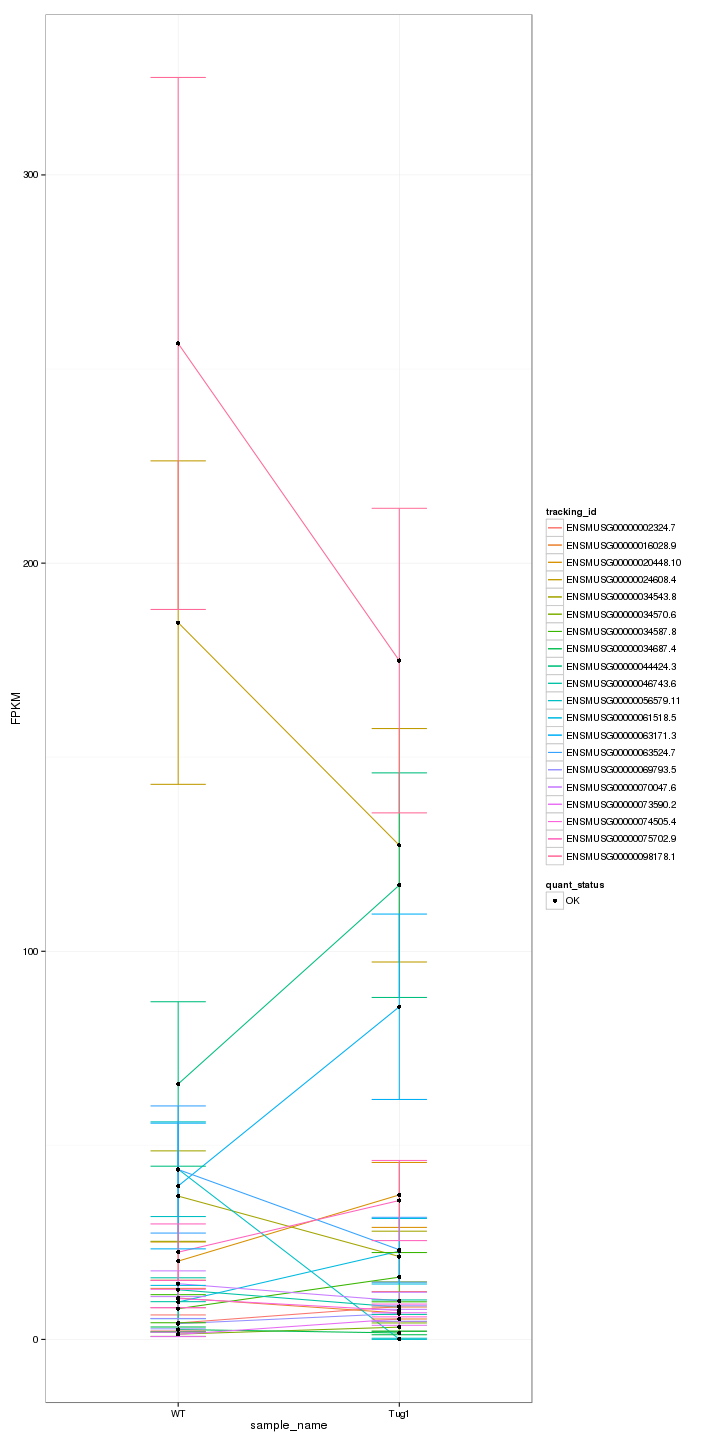 300
200
100
0
FPKM
WT
Tug1
sample_name
tracking_id
ENSMUSG00000002324.7
ENSMUSG00000016028.9
ENSMUSG00000020448.10
ENSMUSG00000024608.4
ENSMUSG00000034543.8
ENSMUSG00000034570.6
ENSMUSG00000034587.8
ENSMUSG00000034687.4
ENSMUSG00000044424.3
ENSMUSG00000046743.6
ENSMUSG00000056579.11
ENSMUSG00000061518.5
ENSMUSG00000063171.3
ENSMUSG00000063524.7
ENSMUSG00000069793.5
ENSMUSG00000070047.6
ENSMUSG00000073590.2
ENSMUSG00000074505.4
ENSMUSG00000075702.9
ENSMUSG00000098178.1
quant_status
OK